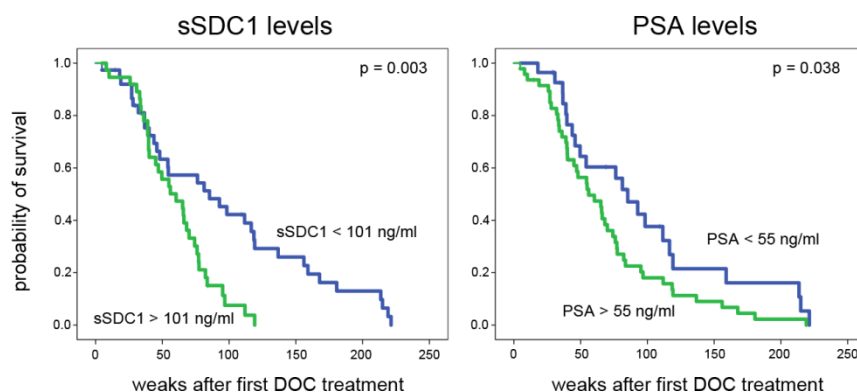 sSDC1 levels
PSA levels
probability of survival
1.0
0.8
0.6
0.4
0.2
0.0
p = 0.003
sSDC1 < 101 ng/ml
sSDC1 > 101 ng/ml
0 50 100 150 200 250
weeks after first DOC treatment
1.0
0.8
0.6
0.4
0.2
0.0
p = 0.038
PSA < 55 ng/ml
PSA > 55 ng/ml
0 50 100 150 200 250
weeks after first DOC treatment